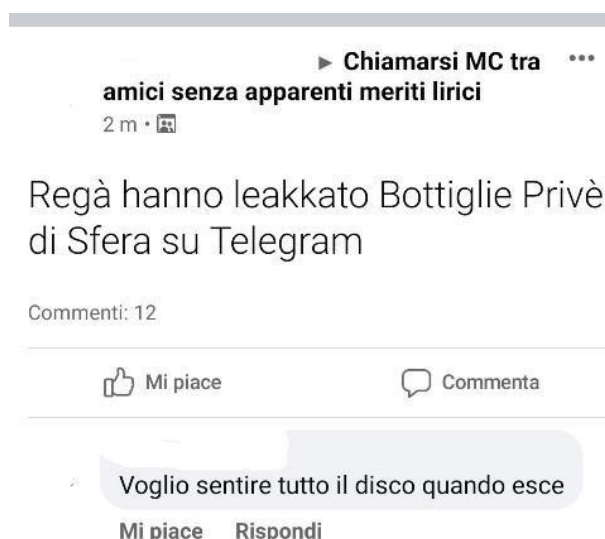 ▸ Chiamarsi MC tra
amici senza apparenti meriti lirici
2 m •
Regà hanno leakkato Bottiglie Privè
di Sfera su Telegram
Commenti: 12
Mi piace Commenta
Voglio sentire tutto il disco quando esce
Mi piace Rispondi